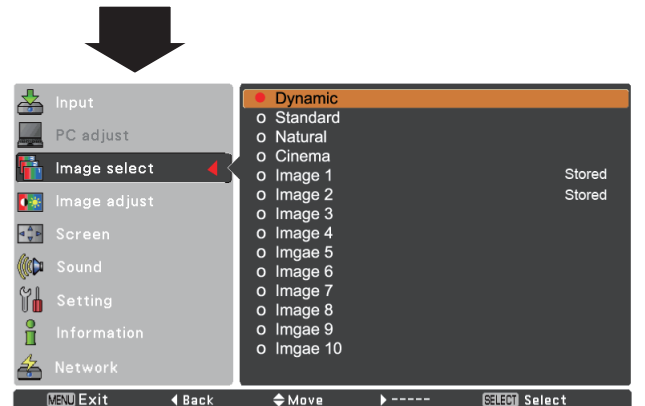 Input
PC adjust
Image select
Image adjust
Screen
Sound
Setting
Information
Network
Dynamic
Standard
Natural
Cinema
Image 1 Stored
Image 2 Stored
Image 3
Image 4
Imgae 5
Image 6
Image 7
Image 8
Imgae 9
Imgae 10
MENU Exit Back Move ----- SELECT Select